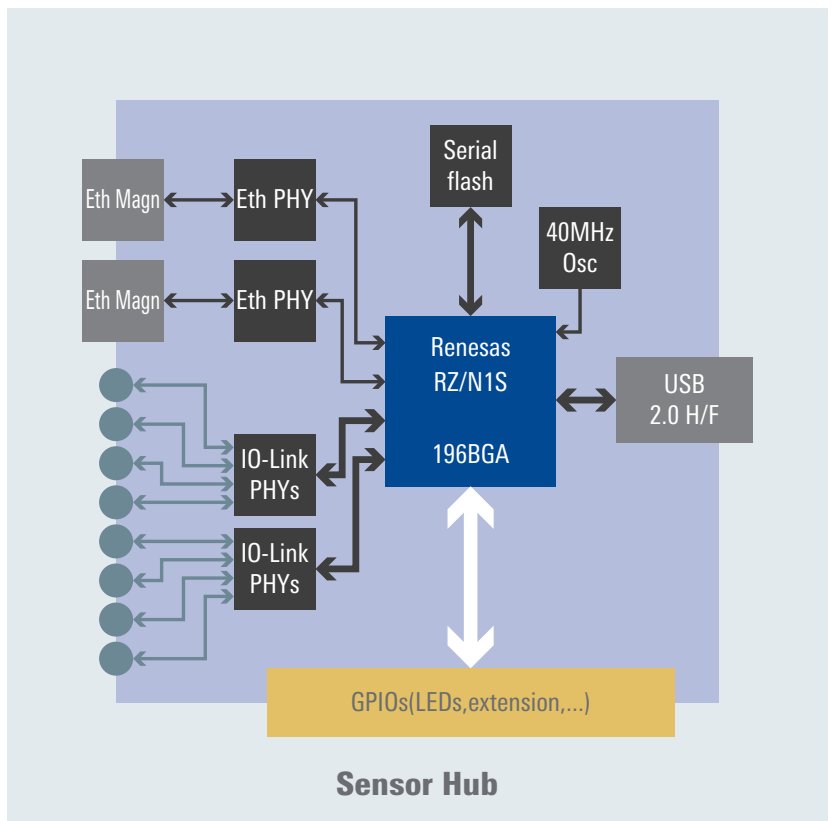 Serial
flash
Eth Magn
Eth PHY
40MHz
Osc
Eth Magn
Eth PHY
Renesas
RZ/N1S
196BGA
USB
2.0 H/F
IO-Link
PHYs
IO-Link
PHYs
GPIOs(LEDs,extension,...)
Sensor Hub